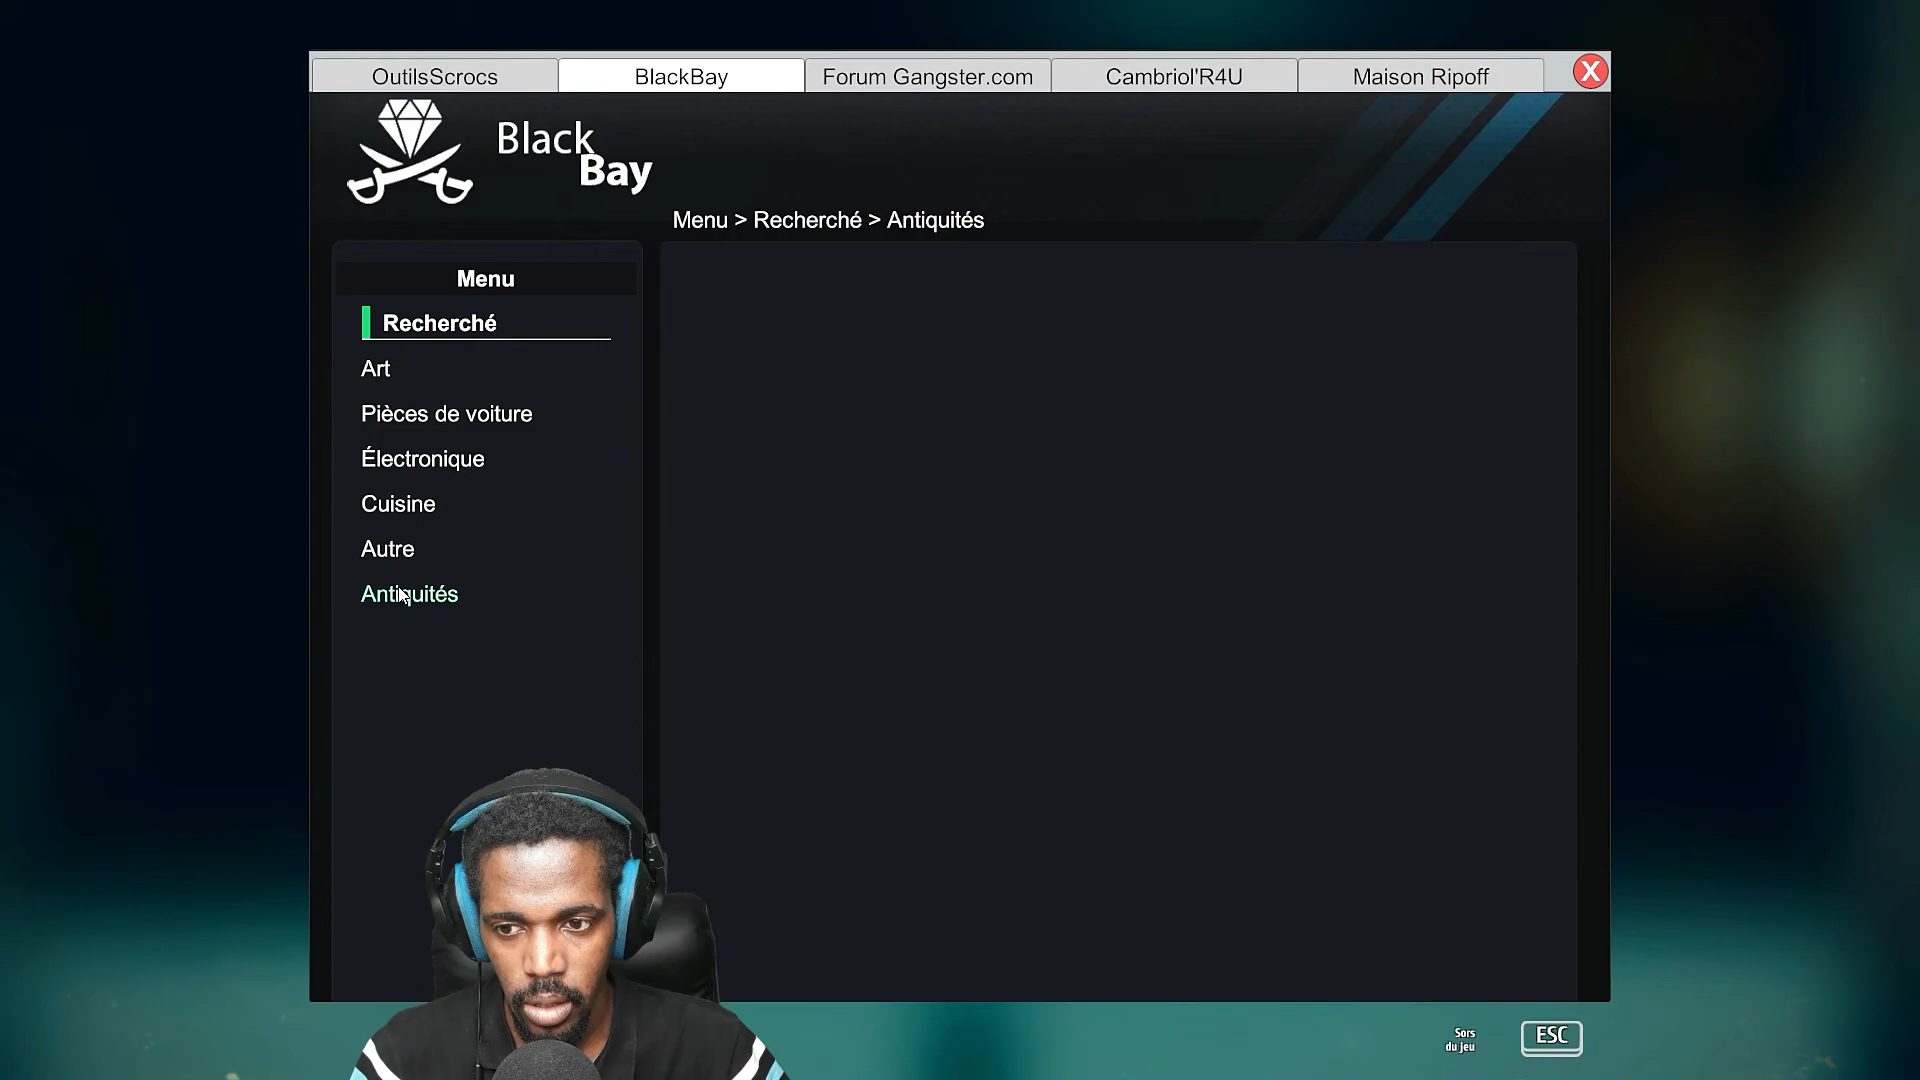 OutilsScrocs
BlackBay
Forum Gangster.com
Cambriol'R4U
Maison Ripoff
X
Black
Bay
Menu > Recherché > Antiquités
Menu
Recherché
Art
Pièces de voiture
Électronique
Cuisine
Autre
Antiquités
Sors
du jeu
ESC